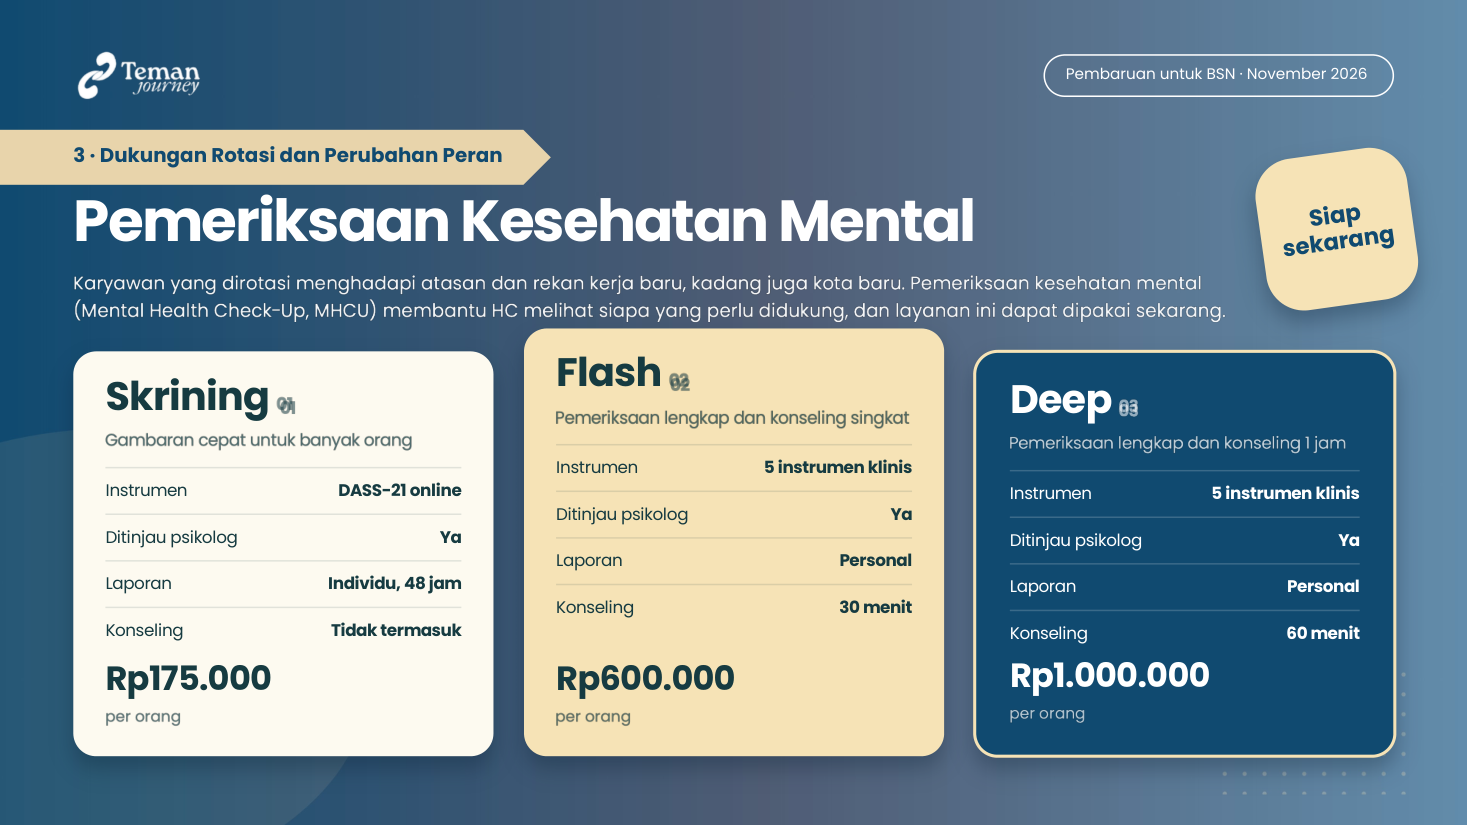 Teman
journey
Pembaruan untuk BSN · November 2026
3 · Dukungan Rotasi dan Perubahan Peran
Pemeriksaan Kesehatan Mental
Siap
sekarang
Karyawan yang dirotasi menghadapi atasan dan rekan kerja baru, kadang juga kota baru. Pemeriksaan kesehatan mental
(Mental Health Check-Up, MHCU) membantu HC melihat siapa yang perlu didukung, dan layanan ini dapat dipakai sekarang.
Skrining 01
Gambaran cepat untuk banyak orang
Instrumen DASS-21 online
Ditinjau psikolog Ya
Laporan Individu, 48 jam
Konseling Tidak termasuk
Rp175.000
per orang
Flash 02
Pemeriksaan lengkap dan konseling singkat
Instrumen 5 instrumen klinis
Ditinjau psikolog Ya
Laporan Personal
Konseling 30 menit
Rp600.000
per orang
Deep 03
Pemeriksaan lengkap dan konseling 1 jam
Instrumen 5 instrumen klinis
Ditinjau psikolog Ya
Laporan Personal
Konseling 60 menit
Rp1.000.000
per orang